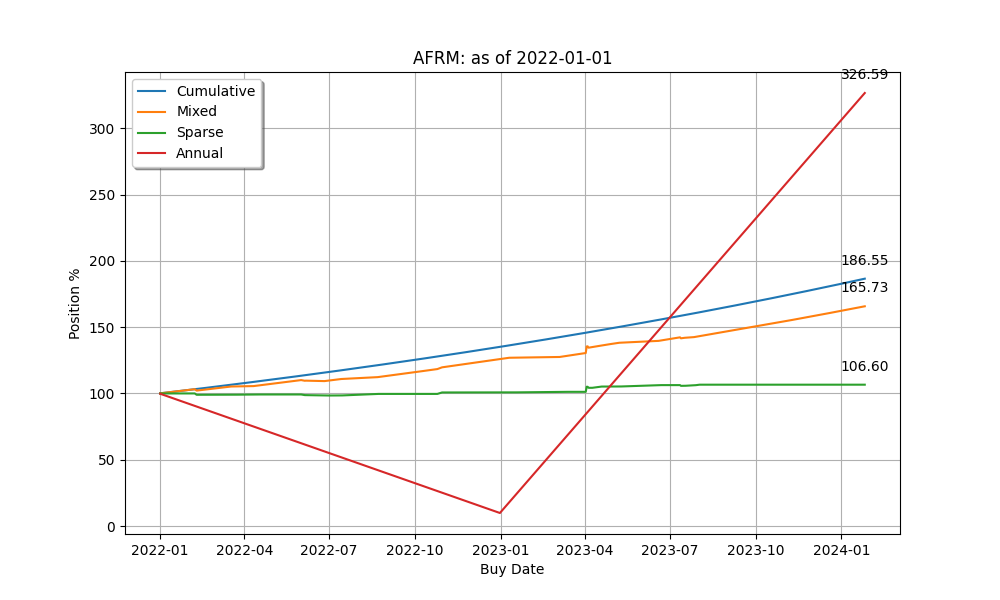 AFRM: as of 2022-01-01
326.59
Cumulative
Mixed
Sparse
Annual
186.55
165.73
106.60
300
250
200
150
100
50
0
Position %
2022-01
2022-04
2022-07
2022-10
2023-01
2023-04
2023-07
2023-10
2024-01
Buy Date